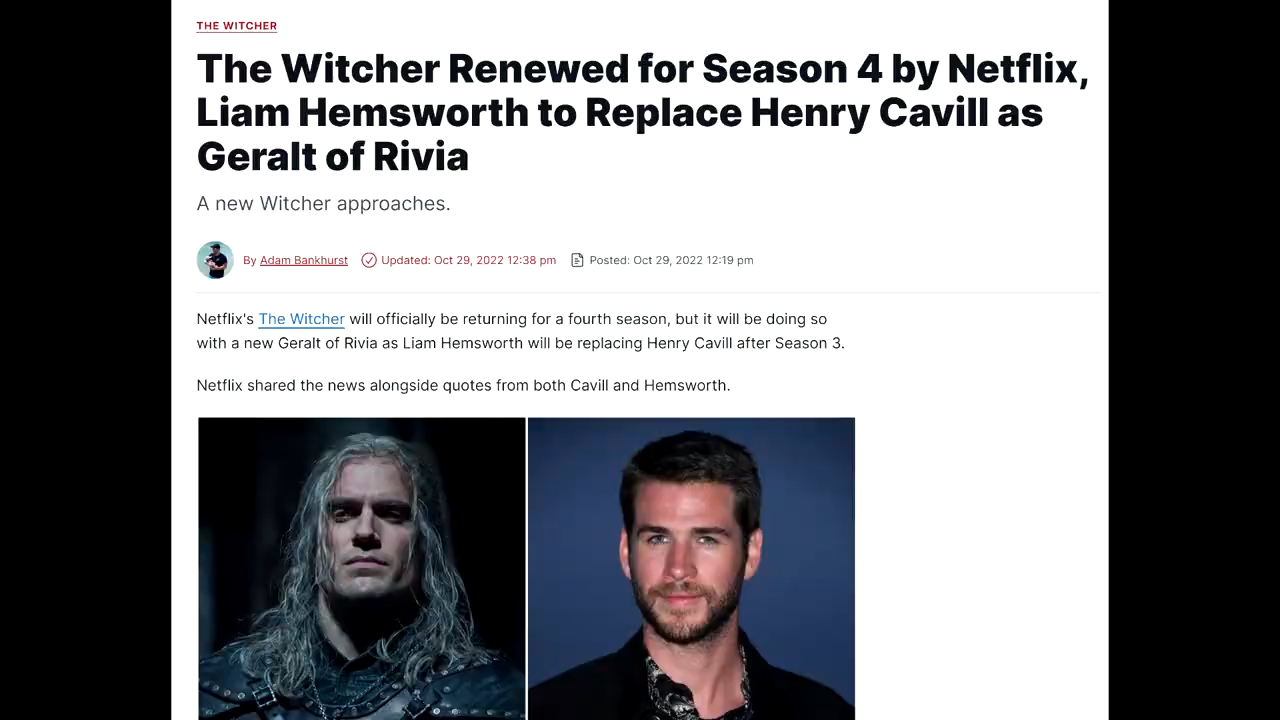 THE WITCHER
The Witcher Renewed for Season 4 by Netflix,
Liam Hemsworth to Replace Henry Cavill as
Geralt of Rivia
A new Witcher approaches.
By Adam Bankhurst Updated: Oct 29, 2022 12:38 pm Posted: Oct 29, 2022 12:19 pm
Netflix's The Witcher will officially be returning for a fourth season, but it will be doing so
with a new Geralt of Rivia as Liam Hemsworth will be replacing Henry Cavill after Season 3.
Netflix shared the news alongside quotes from both Cavill and Hemsworth.